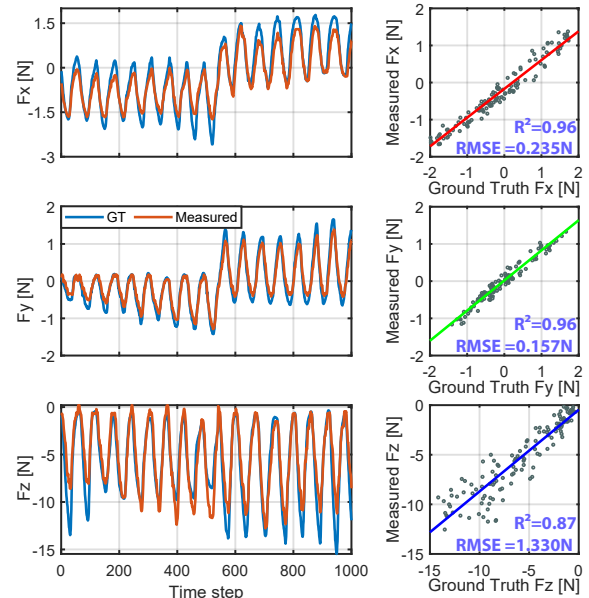 1.5
0
-1.5
-3
Fx [N]
2
1
0
-1
-2
Measured Fx [N]
R²=0.96
RMSE =0.235N
-2 -1 0 1 2
Ground Truth Fx [N]
GT Measured
2
1
0
-1
-2
Fy [N]
2
1
0
-1
-2
Measured Fy [N]
R²=0.96
RMSE =0.157N
-2 -1 0 1 2
Ground Truth Fy [N]
0
-5
-10
-15
Fz [N]
0 200 400 600 800 1000
Time step
0
-5
-10
-15
Measured Fz [N]
R²=0.87
RMSE =1.330N
-15 -10 -5 0
Ground Truth Fz [N]